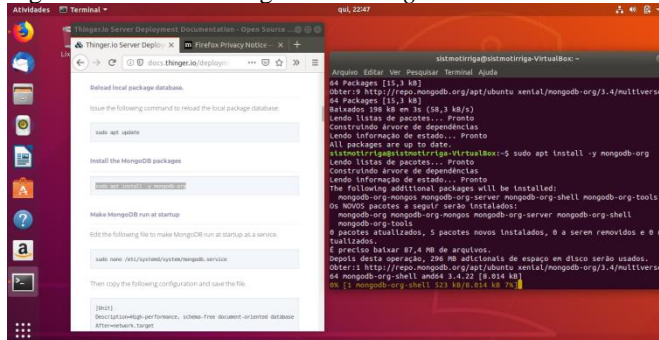 Atividades
Terminal
qui, 22:47
Thinger.io Server Deployment Documentation - Open Source ...
Thinger.io Server Deploy
Firefox Privacy Notice —
docs.thinger.io/deploym
Reload local package database.
Issue the following command to reload the local package database:
sudo apt update
Install the MongoDB packages
sudo apt install -y mongodb-org
Make MongoDB run at startup
Edit the following file to make MongoDB run at startup as a service.
sudo nano /etc/systemd/system/mongodb.service
Then copy the following configuration and save the file.
[Unit]
Description=High-performance, schema-free document-oriented database
After=network.target
sistmotirriga@sistmotirriga-VirtualBox: ~
Arquivo Editar Ver Pesquisar Terminal Ajuda
64 Packages [15,3 kB]
Obter:9 http://repo.mongodb.org/apt/ubuntu xenial/mongodb-org/3.4/multivers
64 Packages [15,3 kB]
Baixados 198 kB em 3s (58,3 kB/s)
Lendo listas de pacotes... Pronto
Construindo árvore de dependências
Lendo informação de estado... Pronto
All packages are up to date.
sistmotirriga@sistmotirriga-VirtualBox:~$ sudo apt install -y mongodb-org
Lendo listas de pacotes... Pronto
Construindo árvore de dependências
Lendo informação de estado... Pronto
The following additional packages will be installed:
mongodb-org-mongos mongodb-org-server mongodb-org-shell mongodb-org-tools
Os NOVOS pacotes a seguir serão instalados:
mongodb-org mongodb-org-mongos mongodb-org-server mongodb-org-shell
mongodb-org-tools
0 pacotes atualizados, 5 pacotes novos instalados, 0 a serem removidos e 0
tualizados.
É preciso baixar 87,4 MB de arquivos.
Depois desta operação, 296 MB adicionais de espaço em disco serão usados.
Obter:1 http://repo.mongodb.org/apt/ubuntu xenial/mongodb-org/3.4/multivers
64 mongodb-org-shell amd64 3.4.22 [8.014 kB]
0% [1 mongodb-org-shell 523 kB/8.014 kB 7%]